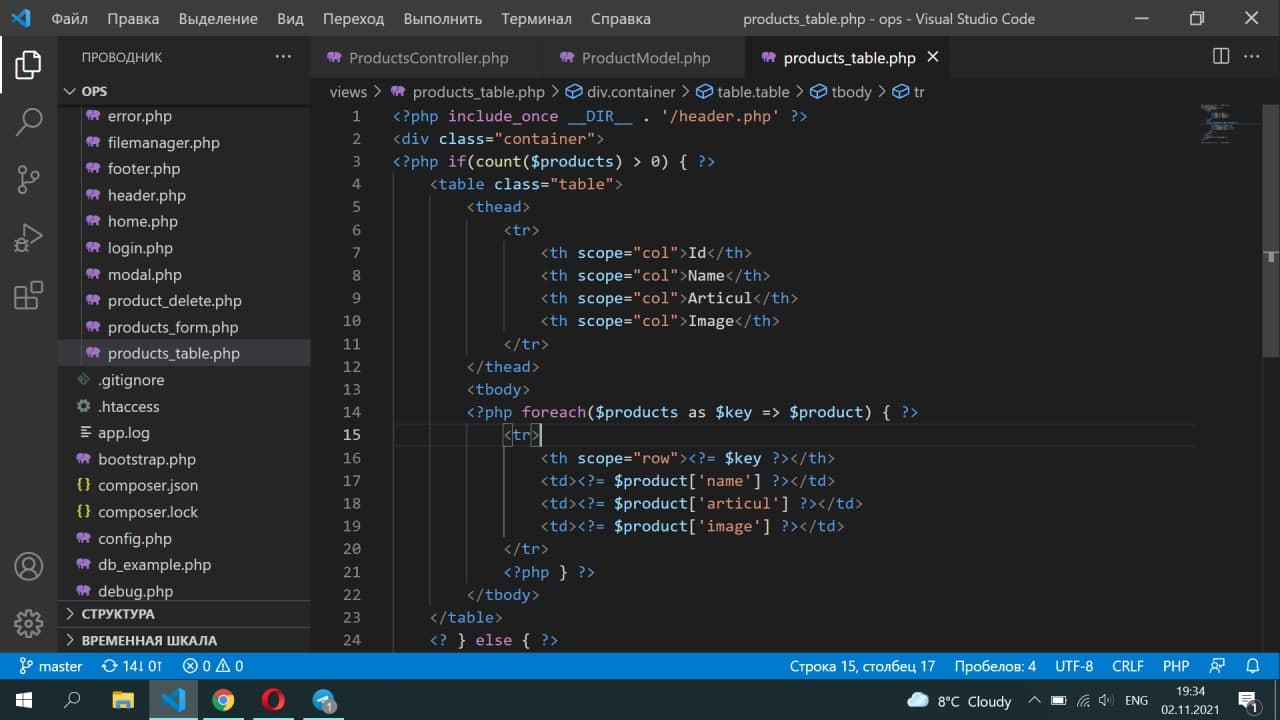 Файл Правка Выделение Вид Переход Выполнить Терминал Справка products_table.php - ops - Visual Studio Code
ПРОВОДНИК ···
OPS
error.php
filemanager.php
footer.php
header.php
home.php
login.php
modal.php
product_delete.php
products_form.php
products_table.php
.gitignore
.htaccess
app.log
bootstrap.php
composer.json
composer.lock
config.php
db_example.php
debug.php
СТРУКТУРА
ВРЕМЕННАЯ ШКАЛА
ProductsController.php ProductModel.php products_table.php
views > products_table.php > div.container > table.table > tbody > tr
1 <?php include_once __DIR__ . '/header.php' ?>
2 <div class="container">
3 <?php if(count($products) > 0) { ?>
4 <table class="table">
5 <thead>
6 <tr>
7 <th scope="col">Id</th>
8 <th scope="col">Name</th>
9 <th scope="col">Articul</th>
10 <th scope="col">Image</th>
11 </tr>
12 </thead>
13 <tbody>
14 <?php foreach($products as $key => $product) { ?>
15 <tr>
16 <th scope="row"><?= $key ?></th>
17 <td><?= $product['name'] ?></td>
18 <td><?= $product['articul'] ?></td>
19 <td><?= $product['image'] ?></td>
20 </tr>
21 <?php } ?>
22 </tbody>
23 </table>
24 <? } else { ?>
master 14↓ 0↑ 0 0 Строка 15, столбец 17 Пробелов: 4 UTF-8 CRLF PHP
1 8°C Cloudy ENG 19:34
02.11.2021 1